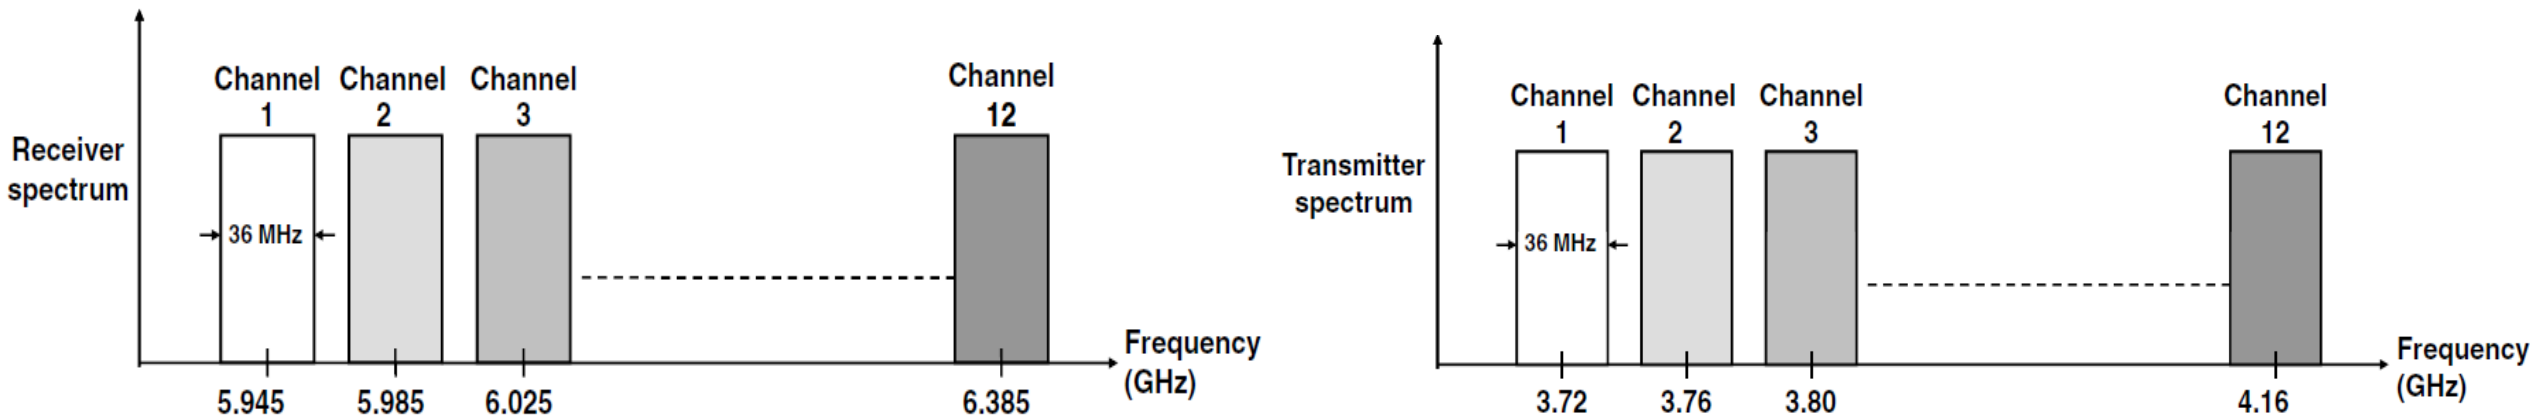 Channel Channel Channel
1 2 3
Channel
12
Receiver
spectrum
36 MHz
Frequency
(GHz)
5.945 5.985 6.025 6.385
Channel Channel Channel
1 2 3
Channel
12
Transmitter
spectrum
36 MHz
Frequency
(GHz)
3.72 3.76 3.80 4.16